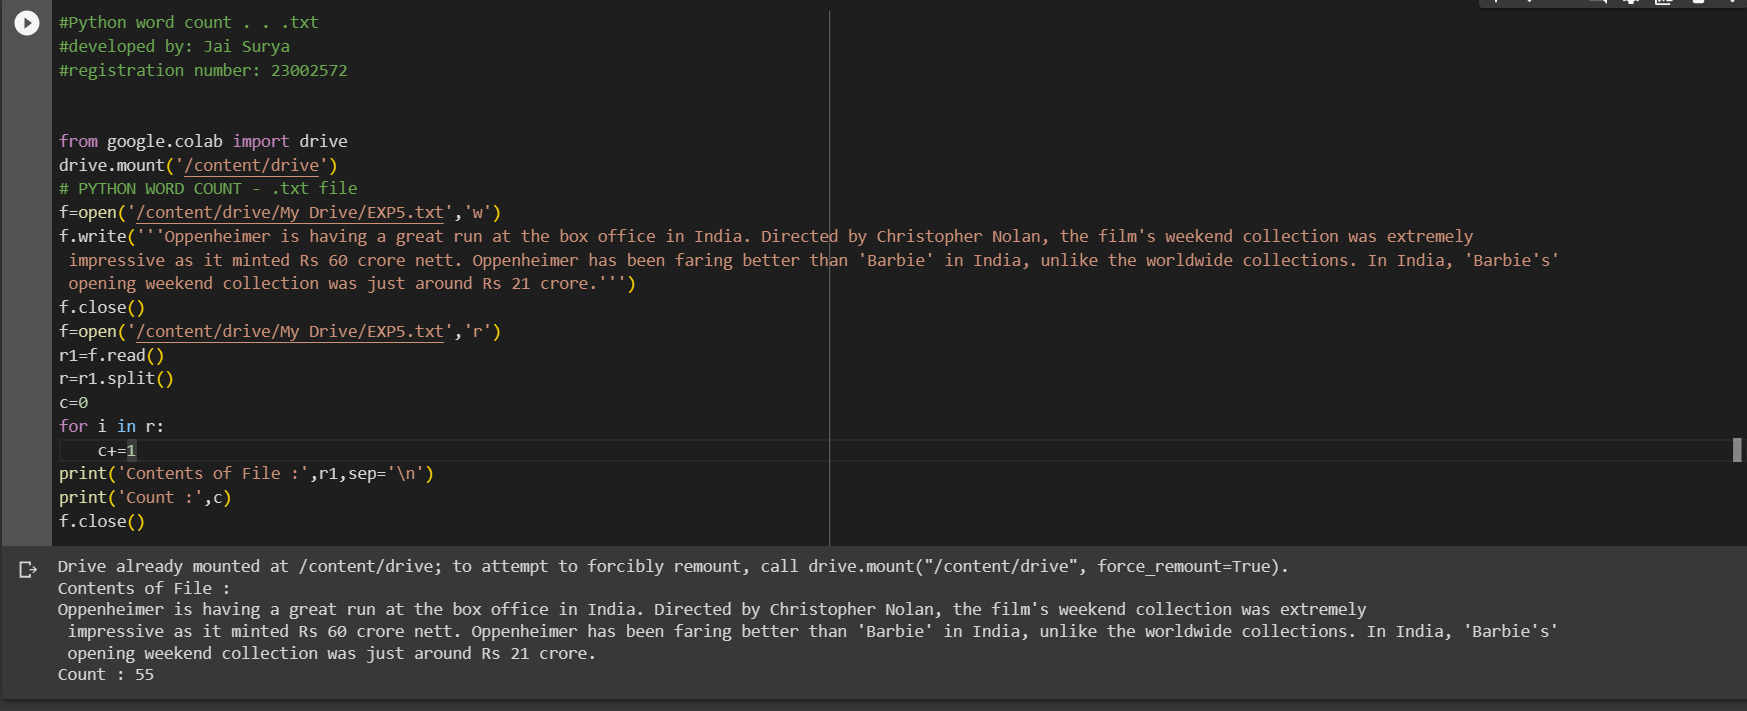 #Python word count . . .txt
#developed by: Jai Surya
#registration number: 23002572
from google.colab import drive
drive.mount('/content/drive')
# PYTHON WORD COUNT - .txt file
f=open('/content/drive/My Drive/EXP5.txt','w')
f.write('''Oppenheimer is having a great run at the box office in India. Directed by Christopher Nolan, the film's weekend collection was extremely
 impressive as it minted Rs 60 crore nett. Oppenheimer has been faring better than 'Barbie' in India, unlike the worldwide collections. In India, 'Barbie's'
 opening weekend collection was just around Rs 21 crore.''')
f.close()
f=open('/content/drive/My Drive/EXP5.txt','r')
r1=f.read()
r=r1.split()
c=0
for i in r:
    c+=1
print('Contents of File :',r1,sep='\n')
print('Count :',c)
f.close()
Drive already mounted at /content/drive; to attempt to forcibly remount, call drive.mount("/content/drive", force_remount=True).
Contents of File :
Oppenheimer is having a great run at the box office in India. Directed by Christopher Nolan, the film's weekend collection was extremely
 impressive as it minted Rs 60 crore nett. Oppenheimer has been faring better than 'Barbie' in India, unlike the worldwide collections. In India, 'Barbie's'
 opening weekend collection was just around Rs 21 crore.
Count : 55